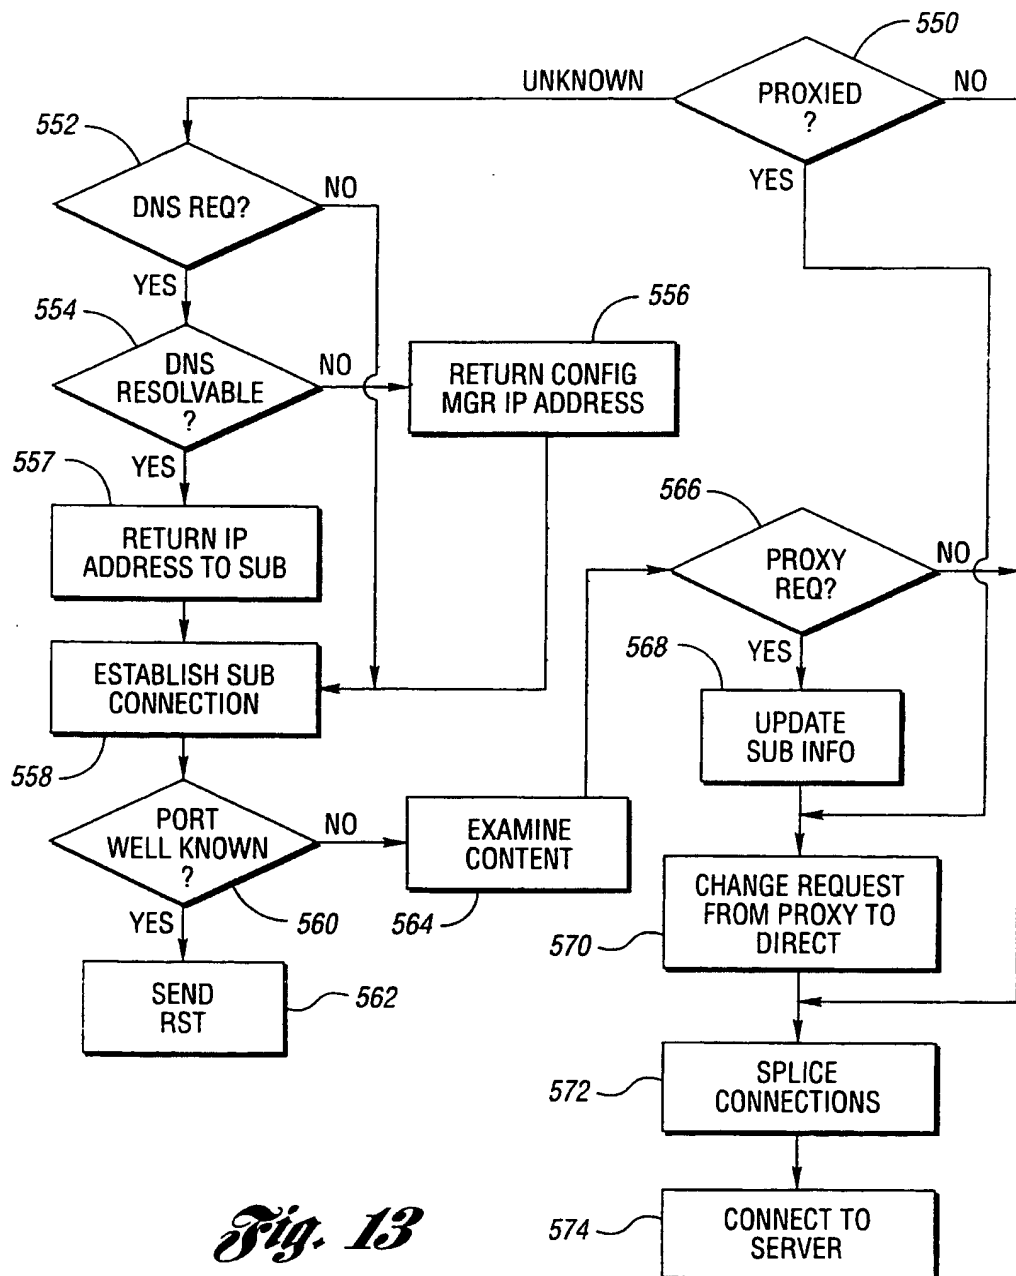 550
UNKNOWN
PROXIED
?
NO
YES
552
DNS REQ?
NO
YES
554
DNS
RESOLVABLE
?
NO
YES
556
RETURN CONFIG
MGR IP ADDRESS
557
RETURN IP
ADDRESS TO SUB
ESTABLISH SUB
CONNECTION
558
PORT
WELL KNOWN
?
NO
YES
560
SEND
RST
562
EXAMINE
CONTENT
564
566
PROXY
REQ?
NO
YES
568
UPDATE
SUB INFO
CHANGE REQUEST
FROM PROXY TO
DIRECT
570
SPLICE
CONNECTIONS
572
CONNECT TO
SERVER
574
Fig. 13